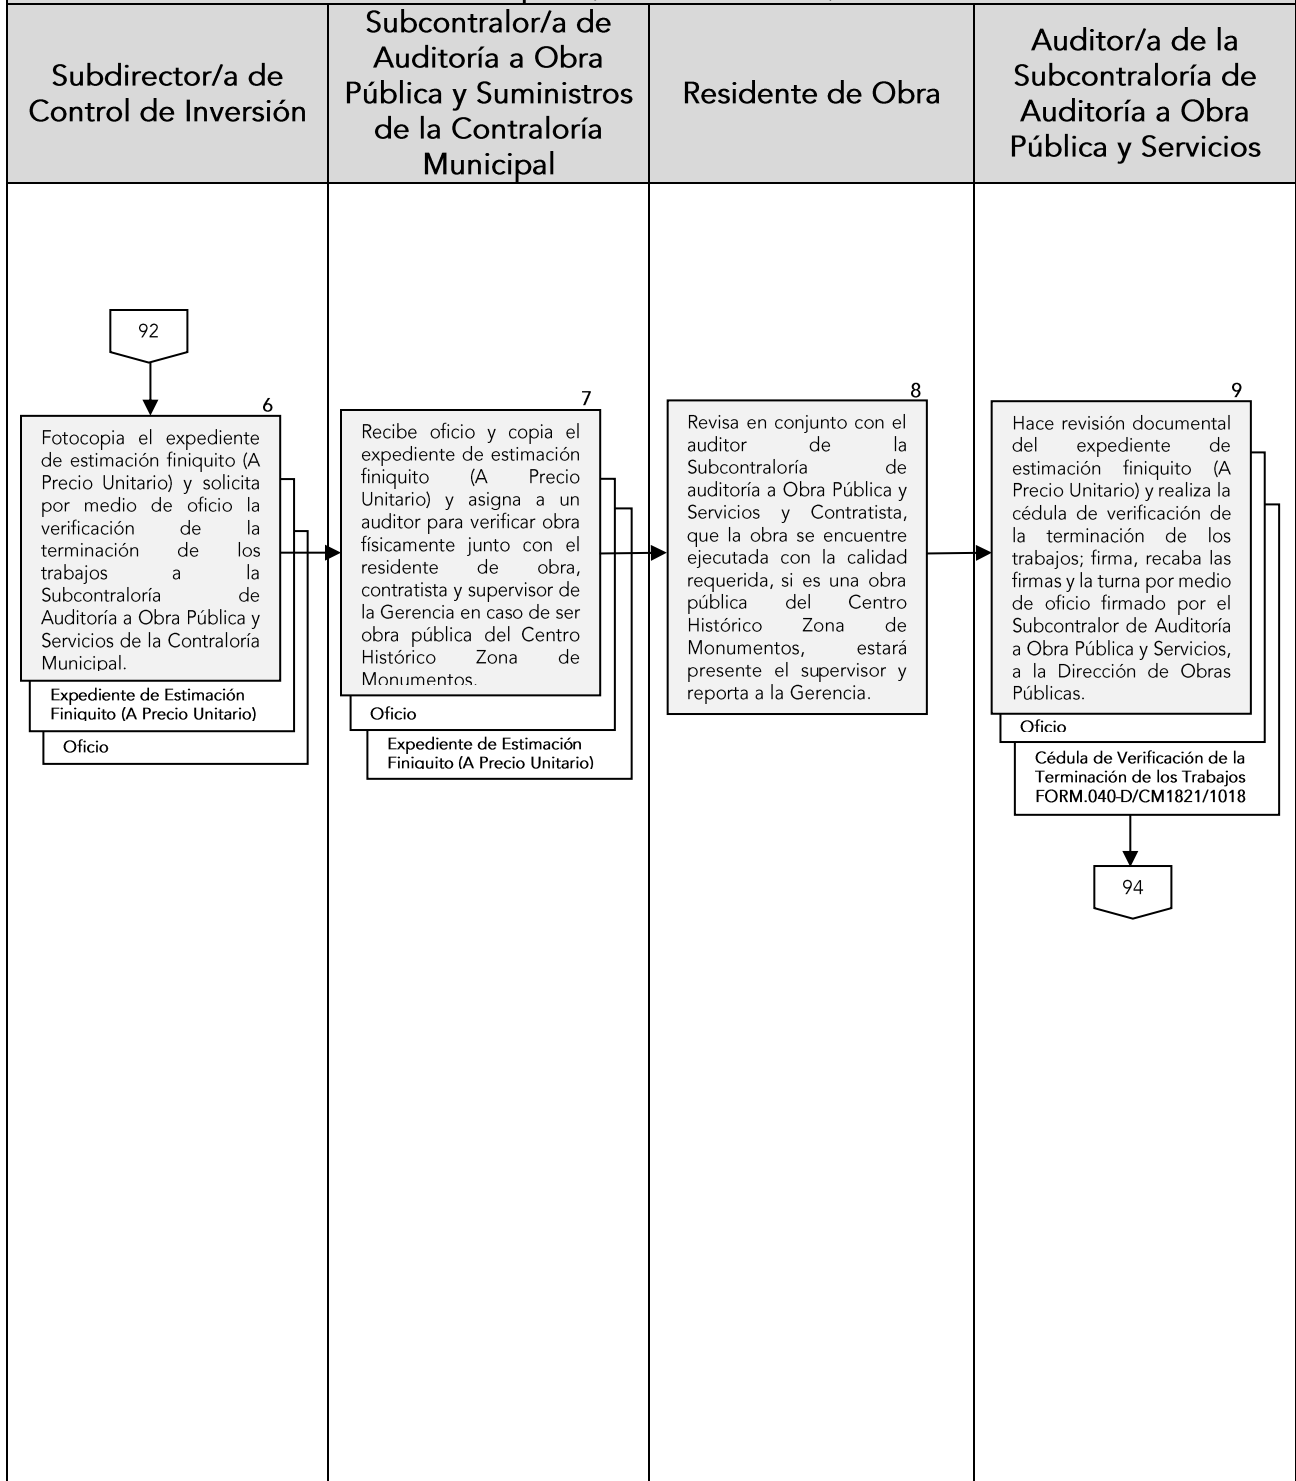 Subdirector/a de
Control de Inversión
Subcontralor/a de
Auditoría a Obra
Pública y Suministros
de la Contraloría
Municipal
Residente de Obra
Auditor/a de la
Subcontraloría de
Auditoría a Obra
Pública y Servicios
92
6
Fotocopia el expediente
de estimación finiquito (A
Precio Unitario) y solicita
por medio de oficio la
verificación de la
terminación de los
trabajos a la
Subcontraloría de
Auditoría a Obra Pública y
Servicios de la Contraloría
Municipal.
Expediente de Estimación
Finiquito (A Precio Unitario)
Oficio
7
Recibe oficio y copia el
expediente de estimación
finiquito (A Precio
Unitario) y asigna a un
auditor para verificar obra
físicamente junto con el
residente de obra,
contratista y supervisor de
la Gerencia en caso de ser
obra pública del Centro
Histórico Zona de
Monumentos.
Oficio
Expediente de Estimación
Finiquito (A Precio Unitario)
8
Revisa en conjunto con el
auditor de la
Subcontraloría de
auditoría a Obra Pública y
Servicios y Contratista,
que la obra se encuentre
ejecutada con la calidad
requerida, si es una obra
pública del Centro
Histórico Zona de
Monumentos, estará
presente el supervisor y
reporta a la Gerencia.
9
Hace revisión documental
del expediente de
estimación finiquito (A
Precio Unitario) y realiza la
cédula de verificación de
la terminación de los
trabajos; firma, recaba las
firmas y la turna por medio
de oficio firmado por el
Subcontralor de Auditoría
a Obra Pública y Servicios,
a la Dirección de Obras
Públicas.
Oficio
Cédula de Verificación de la
Terminación de los Trabajos
FORM.040-D/CM1821/1018
94